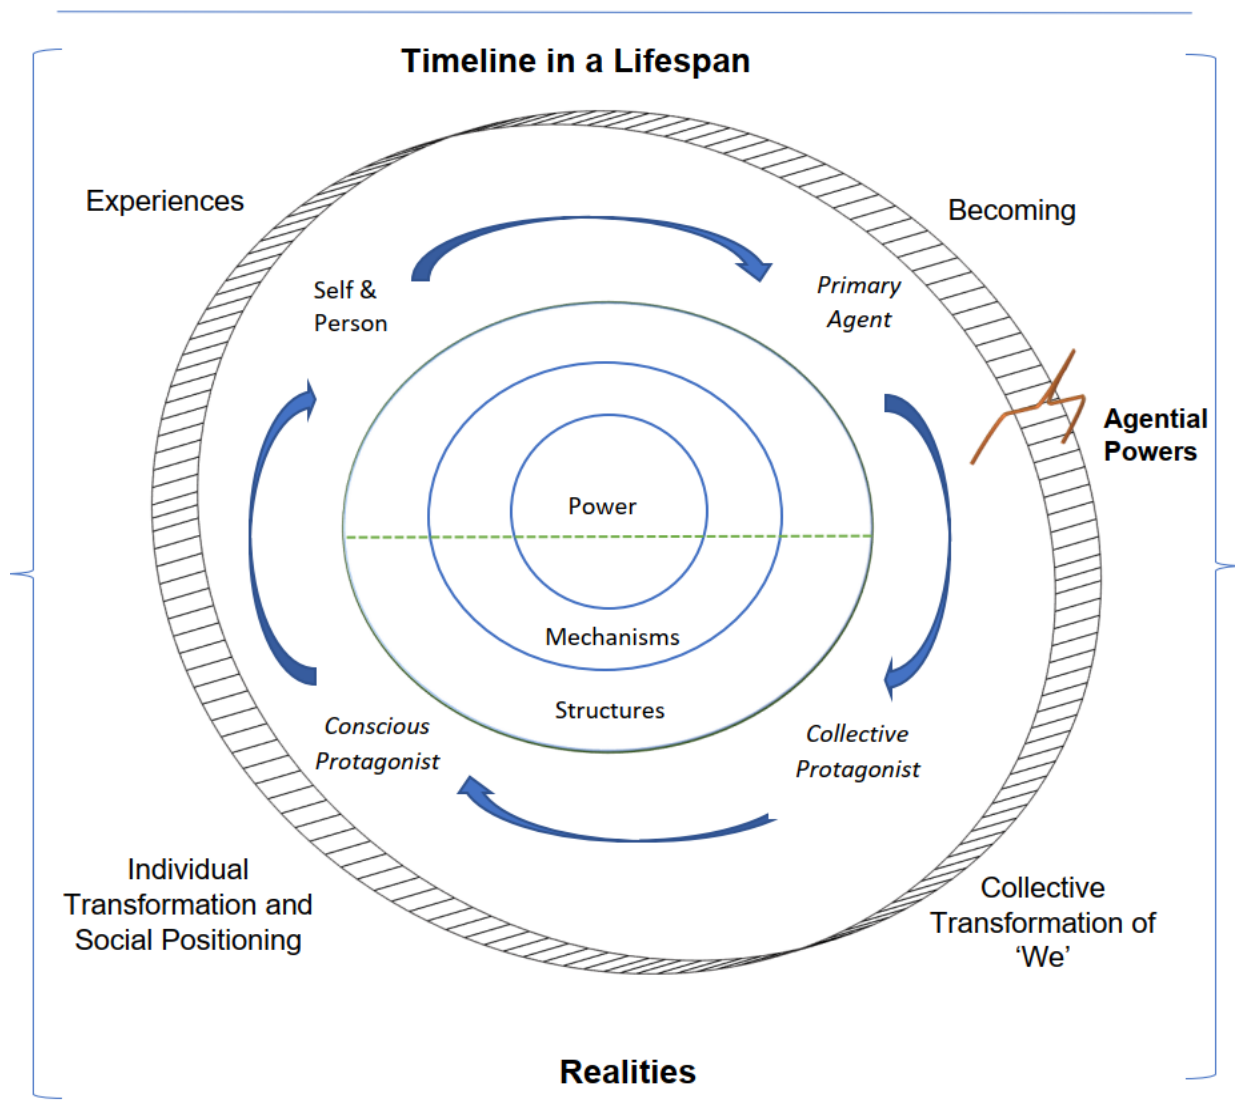 Timeline in a Lifespan
Experiences
Becoming
Self &
Person
Primary
Agent
Agential
Powers
Power
Mechanisms
Structures
Conscious
Protagonist
Collective
Protagonist
Individual
Transformation and
Social Positioning
Collective
Transformation of
‘We’
Realities